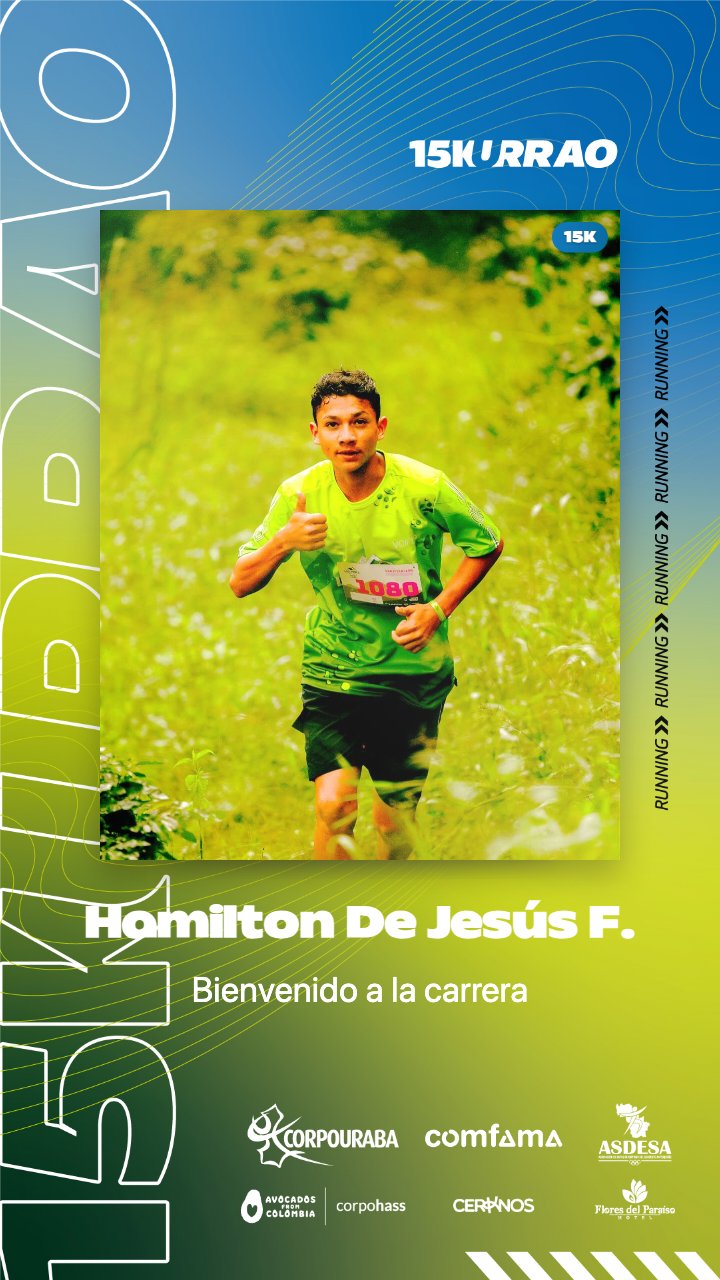 15KURRAO
15K
15KURRAO
1080
RUNNING
RUNNING
RUNNING
RUNNING
RUNNING
Hamilton De Jesús F.
Bienvenido a la carrera
CORPOURABA
comfama
ASDESA
AVOCADOS
FROM
COLOMBIA
corpohass
CERKNOS
Flores del Paraíso
HOTEL